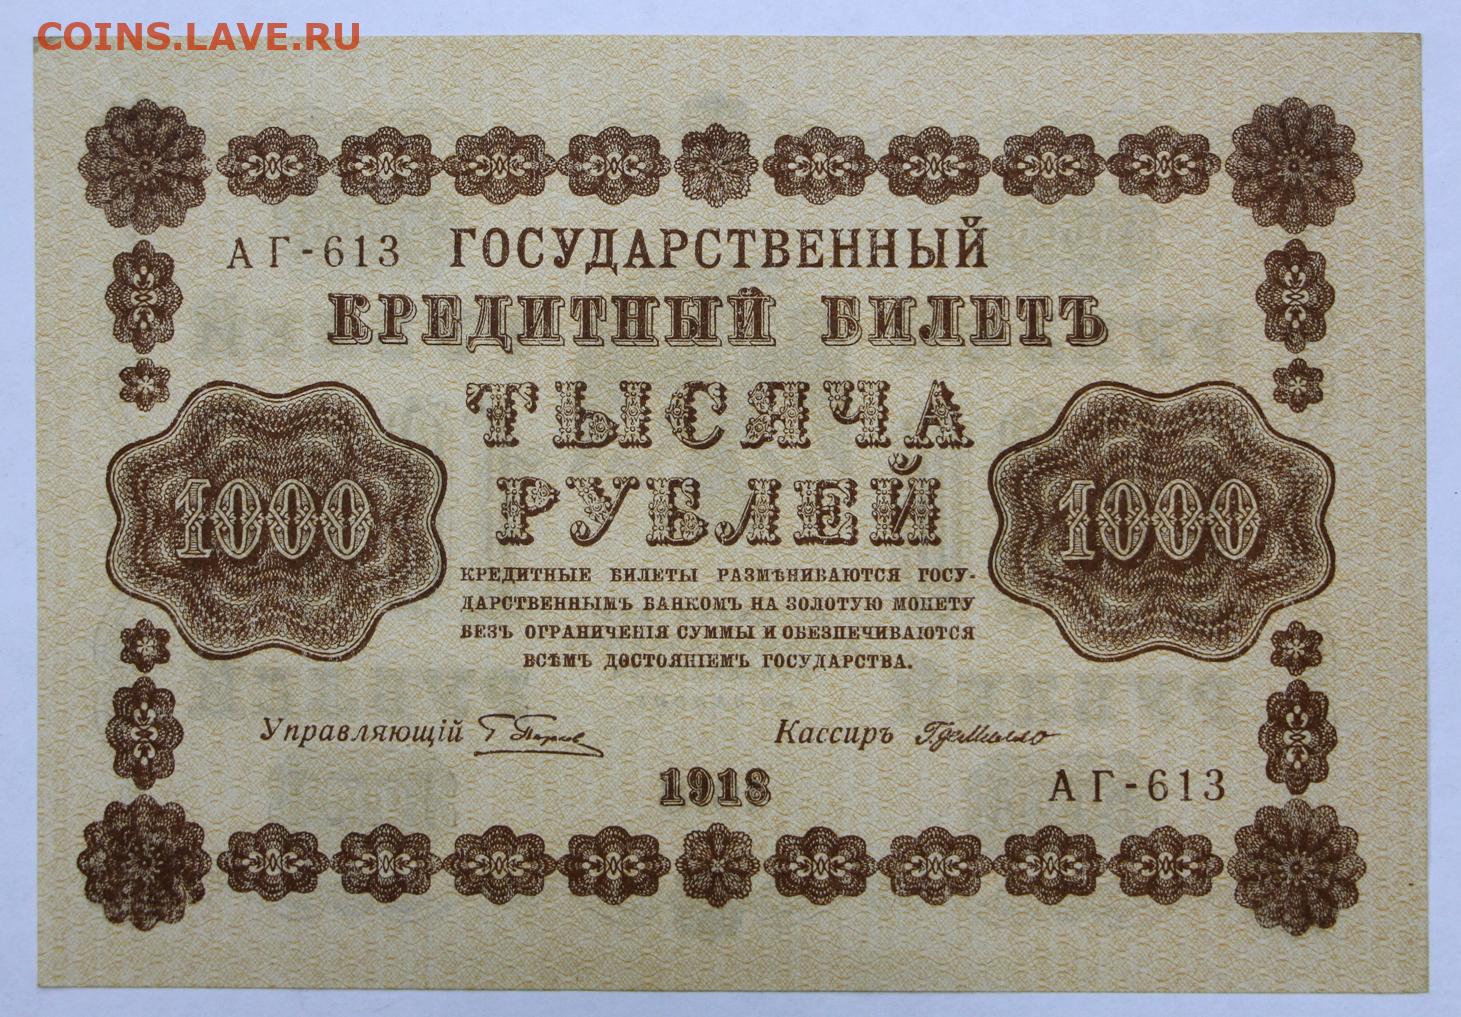 COINS.LAVE.RU
АГ-613 ГОСУДАРСТВЕННЫЙ
КРЕДИТНЫЙ БИЛЕТЪ
ТЫСЯЧА
РУБЛЕЙ
1000 1000
КРЕДИТНЫЕ БИЛЕТЫ РАЗМѢНИВАЮТСЯ ГОСУ-
ДАРСТВЕННЫМЪ БАНКОМЪ НА ЗОЛОТУЮ МОНЕТУ
БЕЗЪ ОГРАНИЧЕНІЯ СУММЫ И ОБЕЗПЕЧИВАЮТСЯ
ВСѢМЪ ДОСТОЯНІЕМЪ ГОСУДАРСТВА.
Управляющій Кассиръ
1918
АГ-613